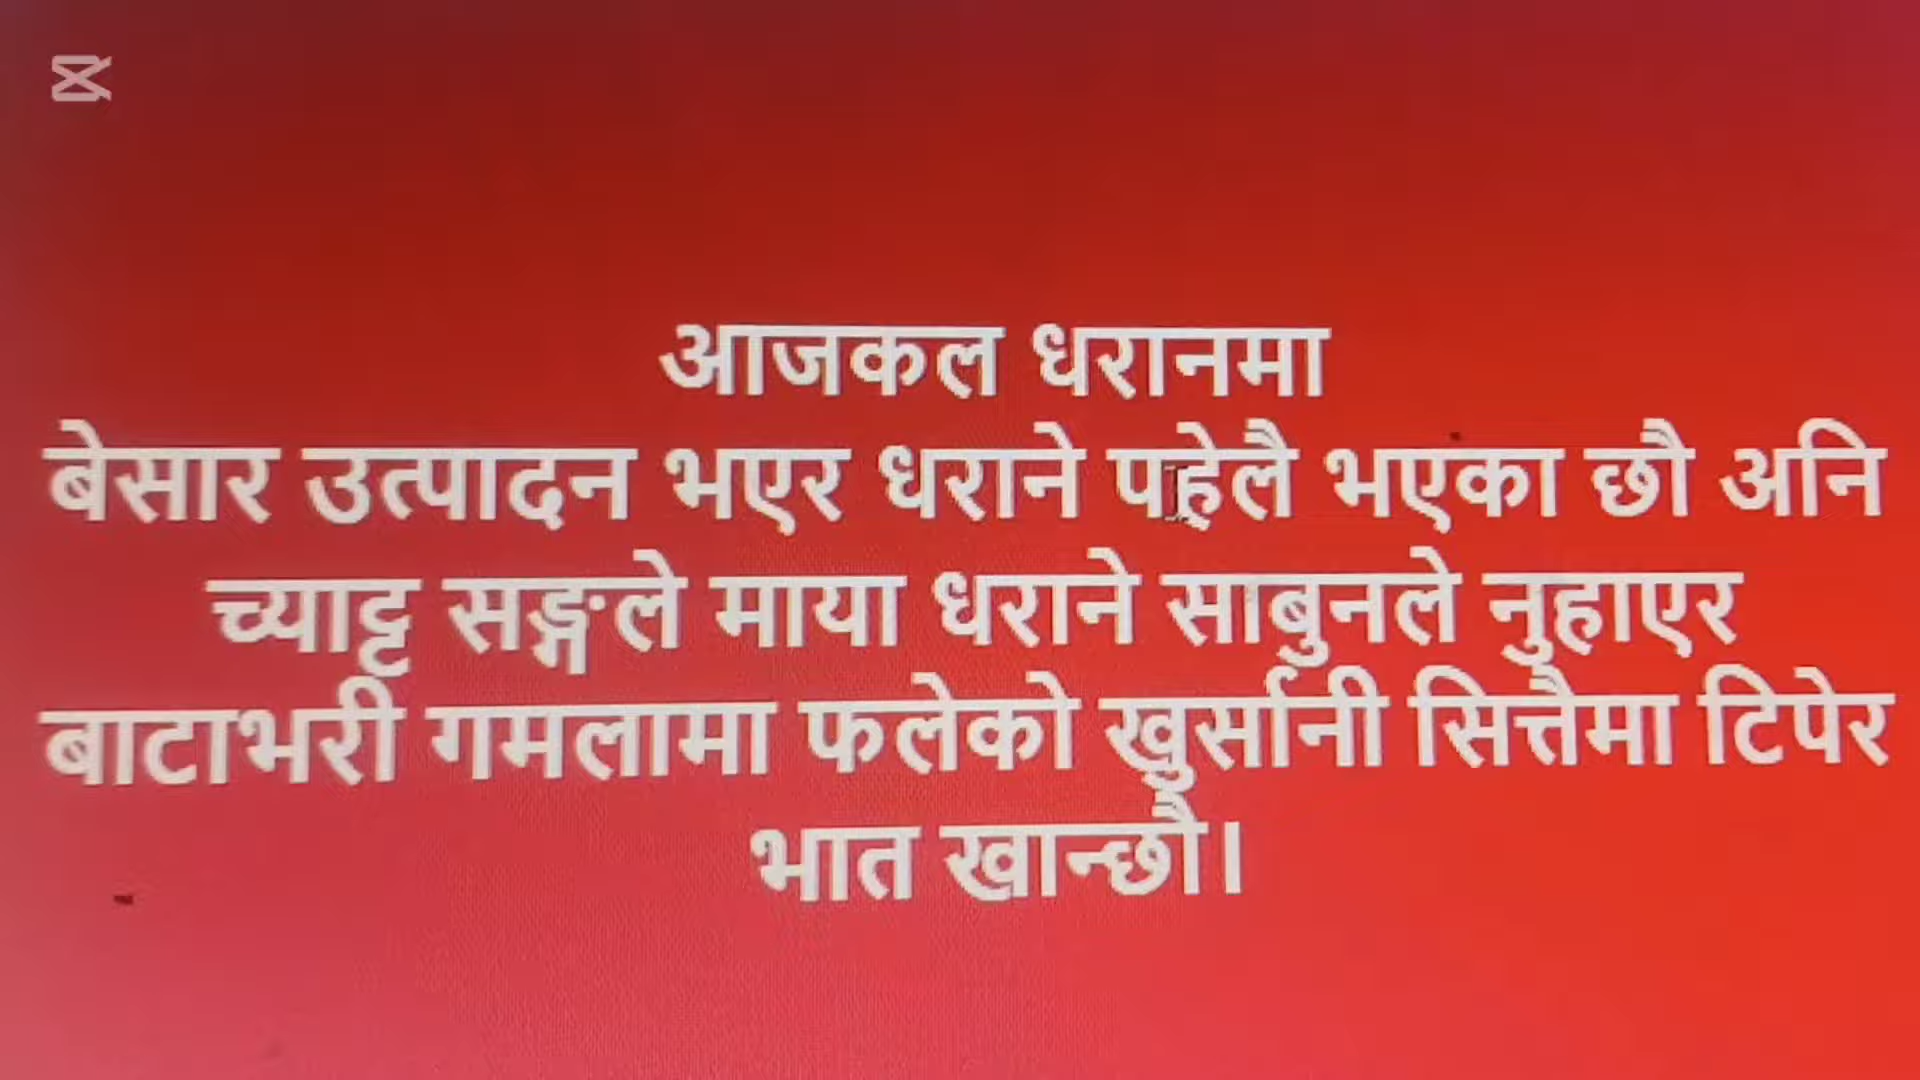 आजकल धरानमा
बेसार उत्पादन भएर धराने पहेलै भएका छौ अनि
च्याट्ट सङ्गले माया धराने साबुनले नुहाएर
बाटाभरी गमलामा फलेको खुर्सानी सित्तैमा टिपेर
भात खान्छौ।